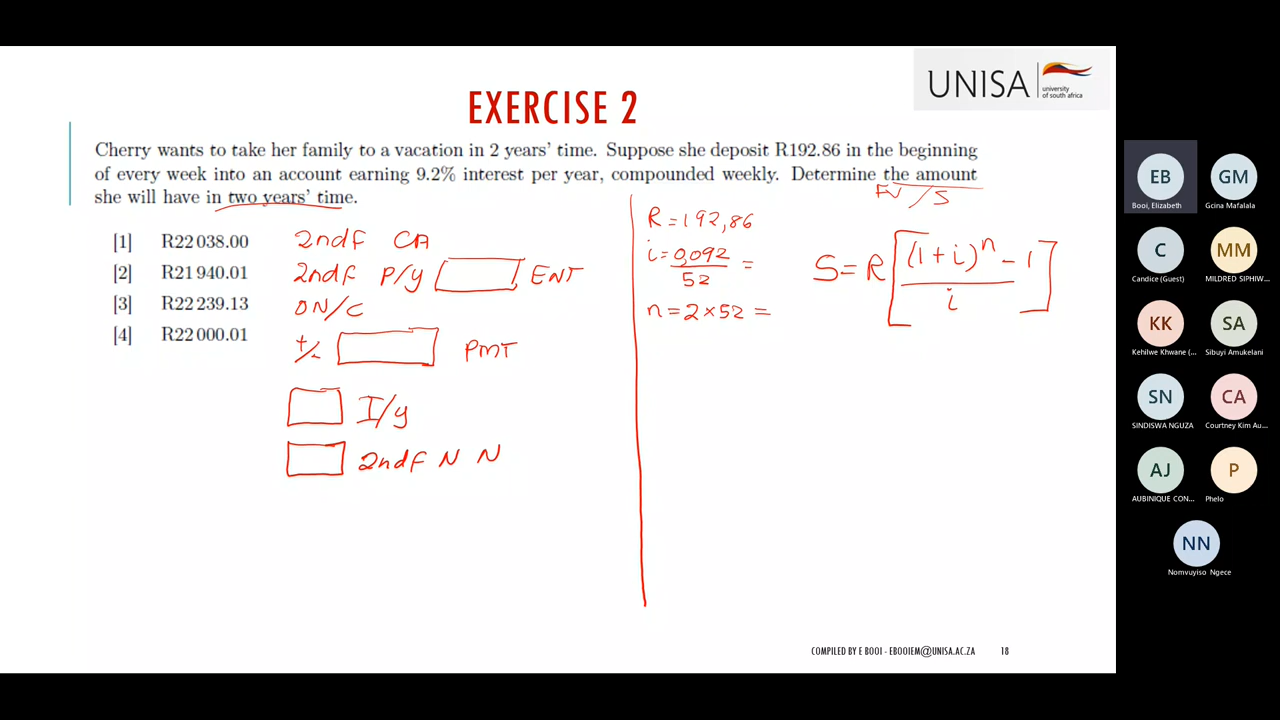 UNISA
university
of south africa
EXERCISE 2
Cherry wants to take her family to a vacation in 2 years' time. Suppose she deposit R192.86 in the beginning
of every week into an account earning 9.2% interest per year, compounded weekly. Determine the amount
she will have in two years' time.
FV/S
[1] R22 038.00
[2] R21 940.01
[3] R22 239.13
[4] R22 000.01
2ndF CA
2ndF P/y ENT
ON/C
+/- PMT
I/y
2ndF N N
R = 192,86
i = 0,092
52 =
n = 2 × 52 =
S = R [ (1 + i)^n - 1
i ]
COMPILED BY E BOOI - EBOOIEM@UNISA.AC.ZA 18
EB GM
Booi, Elizabeth Gcina Mafalala
C MM
Candice (Guest) MILDRED SIPHIW...
KK SA
Kehilwe Khwane (... Sibuyi Amukelani
SN CA
SINDISWA NGUZA Courtney Kim Au...
AJ P
AUBINIQUE CON... Phelo
NN
Nomvuyiso Ngece